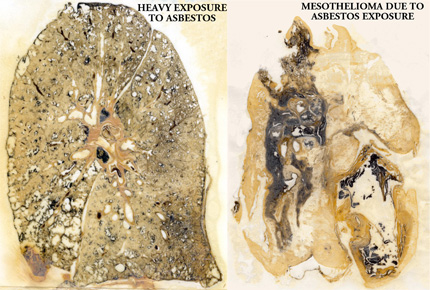 HEAVY EXPOSURE
TO ASBESTOS
MESOTHELIOMA DUE TO
ASBESTOS EXPOSURE